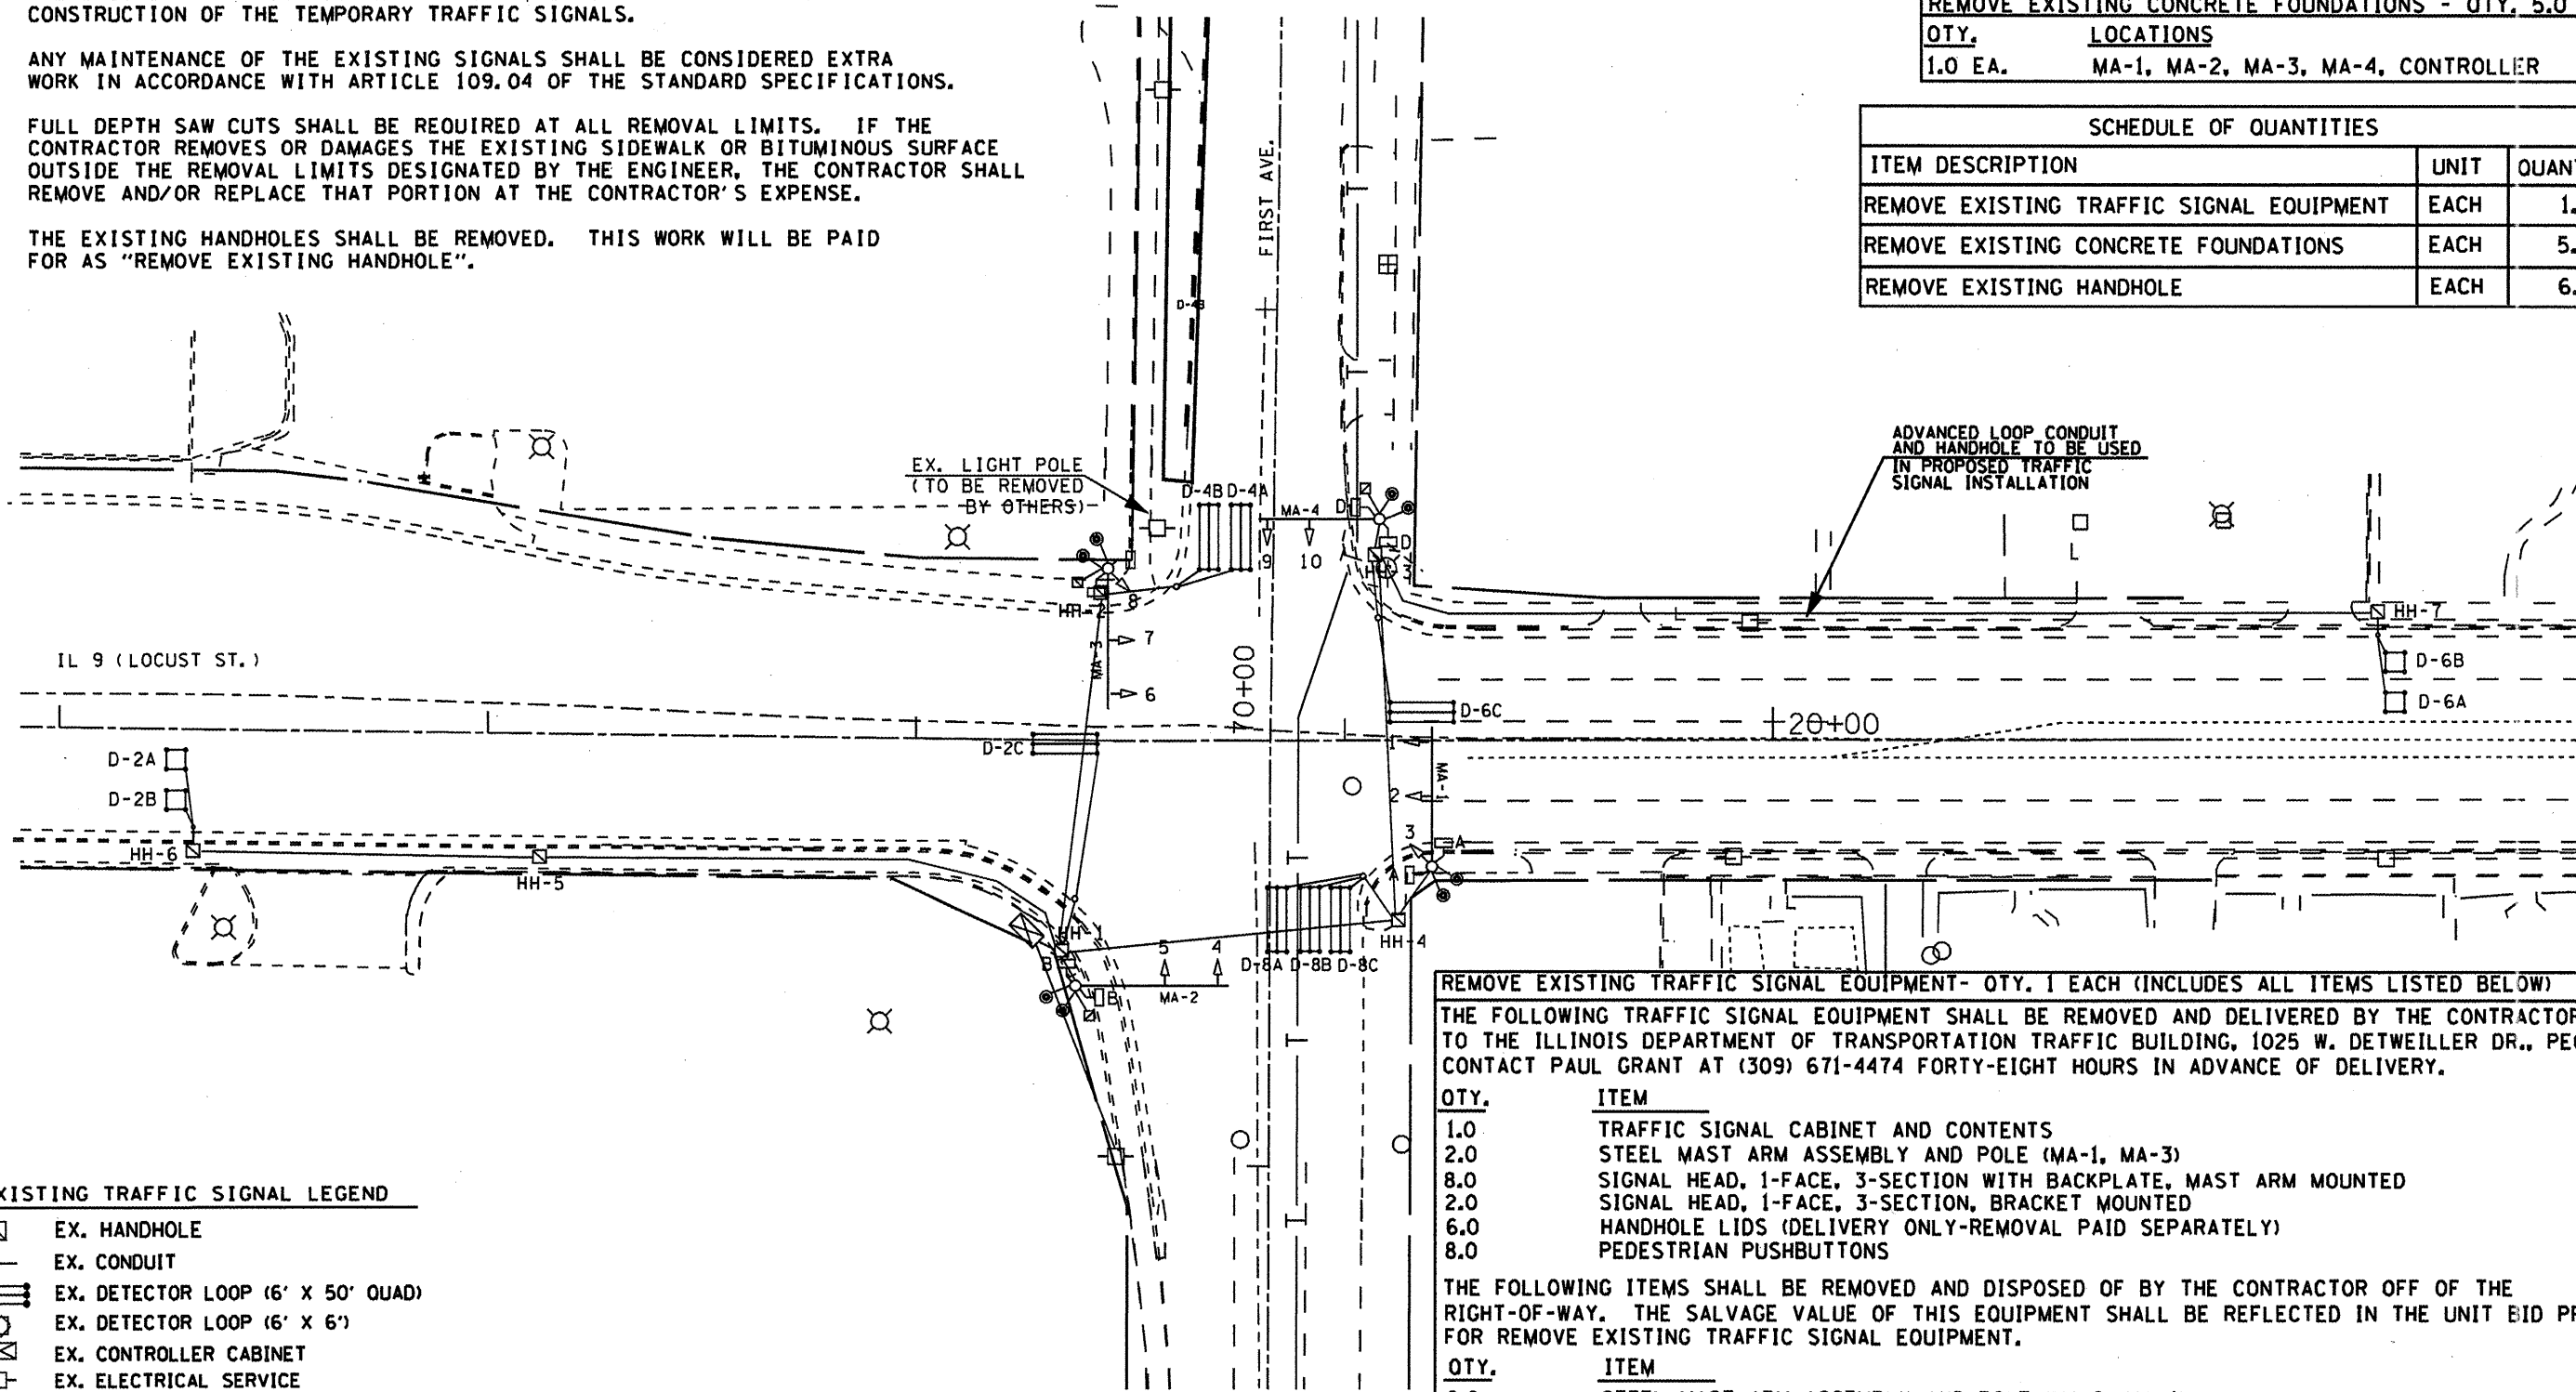 CONSTRUCTION OF THE TEMPORARY TRAFFIC SIGNALS.
ANY MAINTENANCE OF THE EXISTING SIGNALS SHALL BE CONSIDERED EXTRA
WORK IN ACCORDANCE WITH ARTICLE 109.04 OF THE STANDARD SPECIFICATIONS.
FULL DEPTH SAW CUTS SHALL BE REQUIRED AT ALL REMOVAL LIMITS. IF THE
CONTRACTOR REMOVES OR DAMAGES THE EXISTING SIDEWALK OR BITUMINOUS SURFACE
OUTSIDE THE REMOVAL LIMITS DESIGNATED BY THE ENGINEER, THE CONTRACTOR SHALL
REMOVE AND/OR REPLACE THAT PORTION AT THE CONTRACTOR'S EXPENSE.
THE EXISTING HANDHOLES SHALL BE REMOVED. THIS WORK WILL BE PAID
FOR AS "REMOVE EXISTING HANDHOLE".
REMOVE EXISTING CONCRETE FOUNDATIONS - QTY. 5.0
QTY. LOCATIONS
1.0 EA. MA-1, MA-2, MA-3, MA-4, CONTROLLER
SCHEDULE OF QUANTITIES
ITEM DESCRIPTION UNIT QUAN
REMOVE EXISTING TRAFFIC SIGNAL EQUIPMENT EACH 1.
REMOVE EXISTING CONCRETE FOUNDATIONS EACH 5.
REMOVE EXISTING HANDHOLE EACH 6.
FIRST AVE.
D-4B
EX. LIGHT POLE
(TO BE REMOVED
BY OTHERS)
D-4B D-4A
MA-4
D
D
9 10
ADVANCED LOOP CONDUIT
AND HANDHOLE TO BE USED
IN PROPOSED TRAFFIC
SIGNAL INSTALLATION
HH-2
8
7
MA-3
6
HH-3
HH-7
D-6B
D-6A
IL 9 (LOCUST ST.)
70+00
D-6C
20+00
D-2C
1
MA-1
2
3
A
A
D-2A
D-2B
HH-6
HH-5
HH-1
B
B
5 4
MA-2
D-8A D-8B D-8C
HH-4
L
REMOVE EXISTING TRAFFIC SIGNAL EQUIPMENT- QTY. 1 EACH (INCLUDES ALL ITEMS LISTED BELOW)
THE FOLLOWING TRAFFIC SIGNAL EQUIPMENT SHALL BE REMOVED AND DELIVERED BY THE CONTRACTOR
TO THE ILLINOIS DEPARTMENT OF TRANSPORTATION TRAFFIC BUILDING, 1025 W. DETWEILLER DR., PE
CONTACT PAUL GRANT AT (309) 671-4474 FORTY-EIGHT HOURS IN ADVANCE OF DELIVERY.
QTY. ITEM
1.0 TRAFFIC SIGNAL CABINET AND CONTENTS
2.0 STEEL MAST ARM ASSEMBLY AND POLE (MA-1, MA-3)
8.0 SIGNAL HEAD, 1-FACE, 3-SECTION WITH BACKPLATE, MAST ARM MOUNTED
2.0 SIGNAL HEAD, 1-FACE, 3-SECTION, BRACKET MOUNTED
6.0 HANDHOLE LIDS (DELIVERY ONLY-REMOVAL PAID SEPARATELY)
8.0 PEDESTRIAN PUSHBUTTONS
THE FOLLOWING ITEMS SHALL BE REMOVED AND DISPOSED OF BY THE CONTRACTOR OFF OF THE
RIGHT-OF-WAY. THE SALVAGE VALUE OF THIS EQUIPMENT SHALL BE REFLECTED IN THE UNIT BID PR
FOR REMOVE EXISTING TRAFFIC SIGNAL EQUIPMENT.
QTY. ITEM
XISTING TRAFFIC SIGNAL LEGEND
EX. HANDHOLE
EX. CONDUIT
EX. DETECTOR LOOP (6' X 50' QUAD)
EX. DETECTOR LOOP (6' X 6')
EX. CONTROLLER CABINET
EX. ELECTRICAL SERVICE